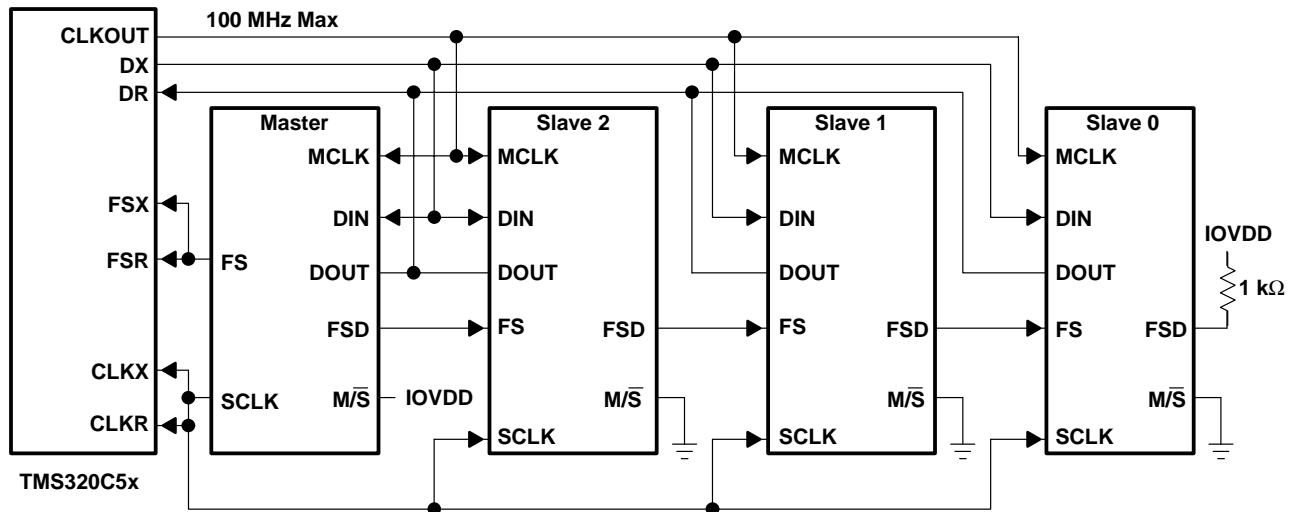 100 MHz Max
CLKOUT
DX
DR
FSX
FSR
CLKX
CLKR
TMS320C5x
Master
MCLK
DIN
DOUT
FS
FSD
SCLK
M/S̅
IOVDD
Slave 2
MCLK
DIN
DOUT
FS
FSD
M/S̅
SCLK
Slave 1
MCLK
DIN
DOUT
FS
FSD
M/S̅
SCLK
Slave 0
MCLK
DIN
DOUT
FS
FSD
M/S̅
SCLK
IOVDD
1 kΩ